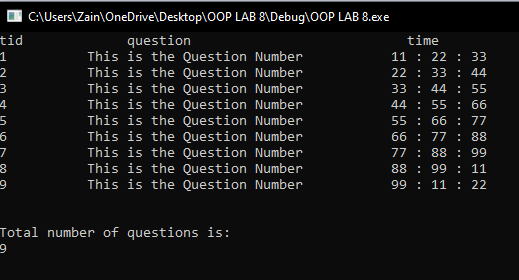 C:\Users\Zain\OneDrive\Desktop\OOP LAB 8\Debug\OOP LAB 8.exe
tid question time
1 This is the Question Number 11 : 22 : 33
2 This is the Question Number 22 : 33 : 44
3 This is the Question Number 33 : 44 : 55
4 This is the Question Number 44 : 55 : 66
5 This is the Question Number 55 : 66 : 77
6 This is the Question Number 66 : 77 : 88
7 This is the Question Number 77 : 88 : 99
8 This is the Question Number 88 : 99 : 11
9 This is the Question Number 99 : 11 : 22
Total number of questions is:
9